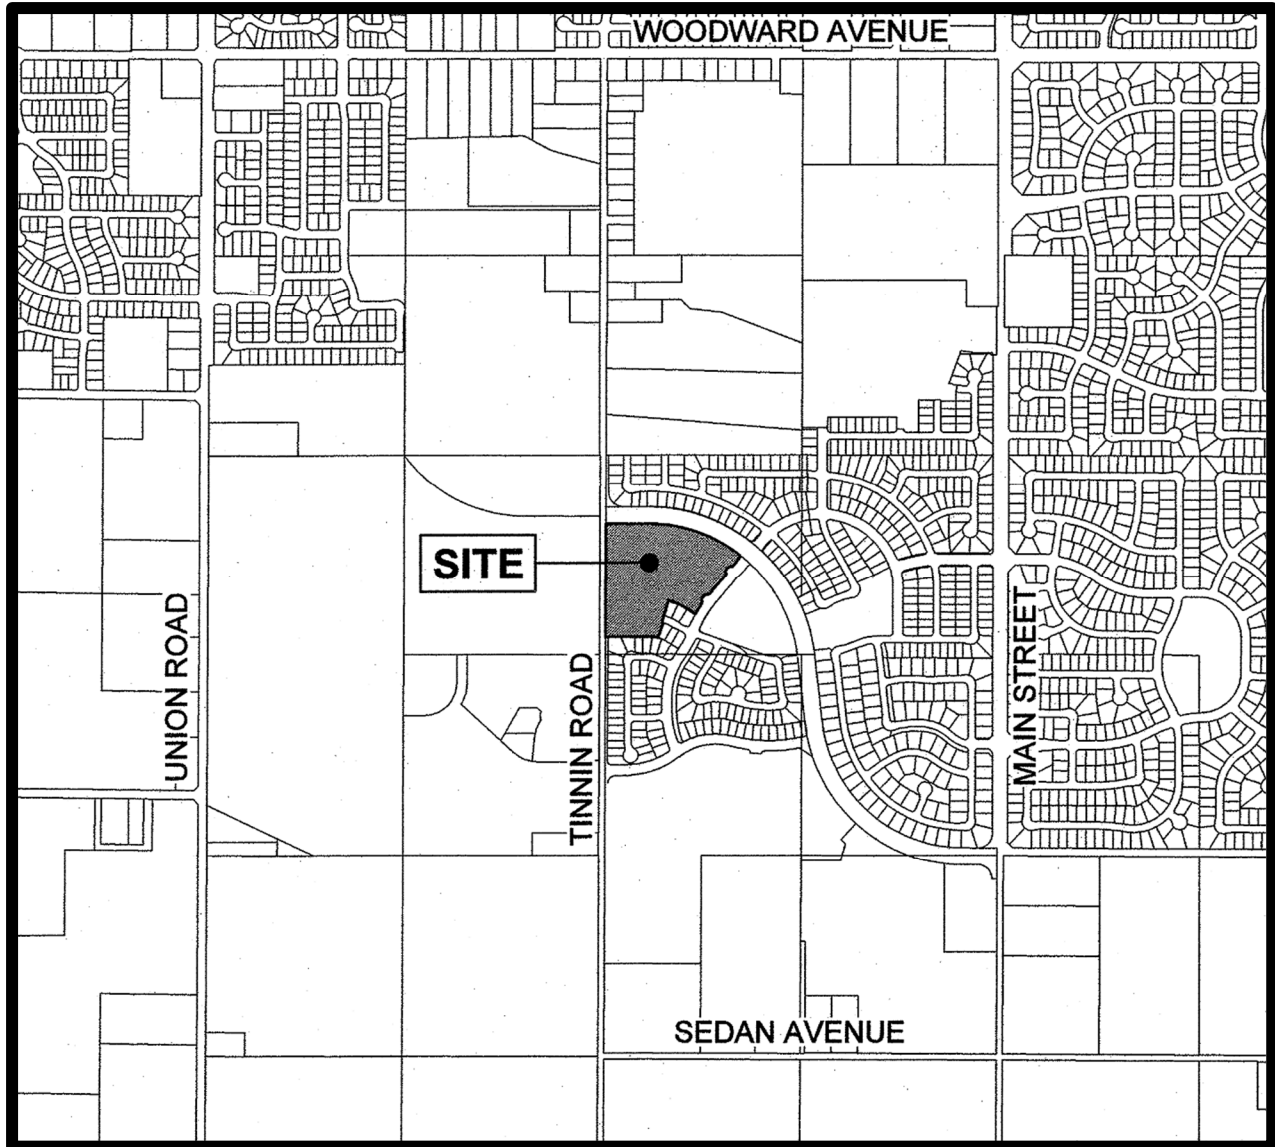 WOODWARD AVENUE
SITE
UNION ROAD
TINNIN ROAD
MAIN STREET
SEDAN AVENUE